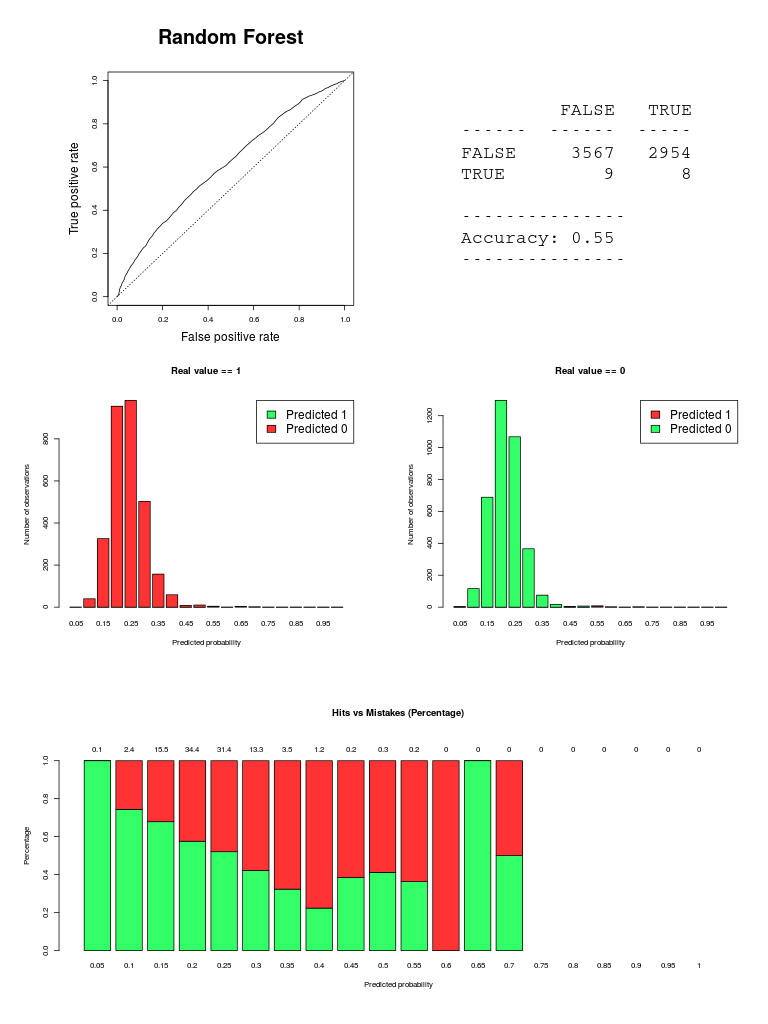 Random Forest
1.0
0.8
0.6
0.4
0.2
0.0
True positive rate
0.0 0.2 0.4 0.6 0.8 1.0
False positive rate
FALSE TRUE
------ ------ -----
FALSE 3567 2954
TRUE 9 8
---------------
Accuracy: 0.55
---------------
Real value == 1
Predicted 1
Predicted 0
800
600
400
200
0
Number of observations
0.05 0.15 0.25 0.35 0.45 0.55 0.65 0.75 0.85 0.95
Predicted probability
Real value == 0
Predicted 1
Predicted 0
1200
1000
800
600
400
200
0
Number of observations
0.05 0.15 0.25 0.35 0.45 0.55 0.65 0.75 0.85 0.95
Predicted probability
Hits vs Mistakes (Percentage)
0.1 2.4 15.5 34.4 31.4 13.3 3.5 1.2 0.2 0.3 0.2 0 0 0 0 0 0 0 0 0
1.0
0.8
0.6
0.4
0.2
0.0
Percentage
0.05 0.1 0.15 0.2 0.25 0.3 0.35 0.4 0.45 0.5 0.55 0.6 0.65 0.7 0.75 0.8 0.85 0.9 0.95 1
Predicted probability